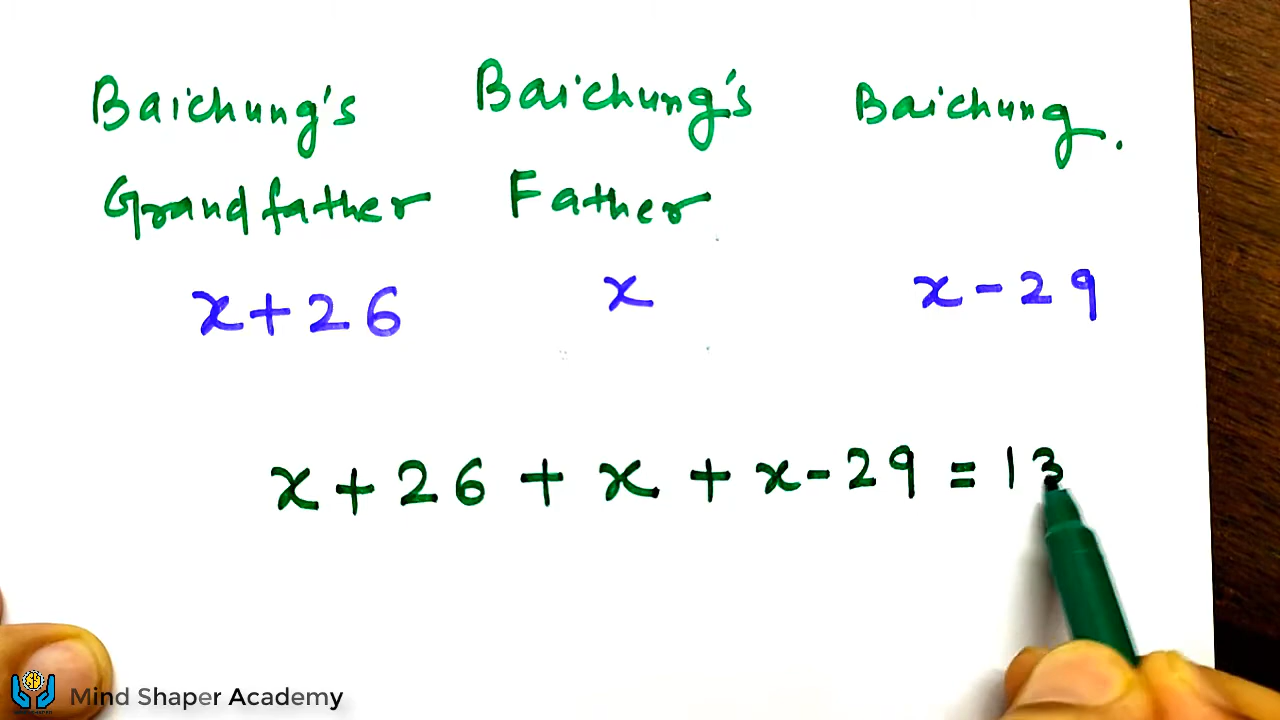 Baichung's Baichung's Baichung.
Grandfather Father
x+26 x x-29
x+26 + x + x-29 = 13
Mind Shaper Academy